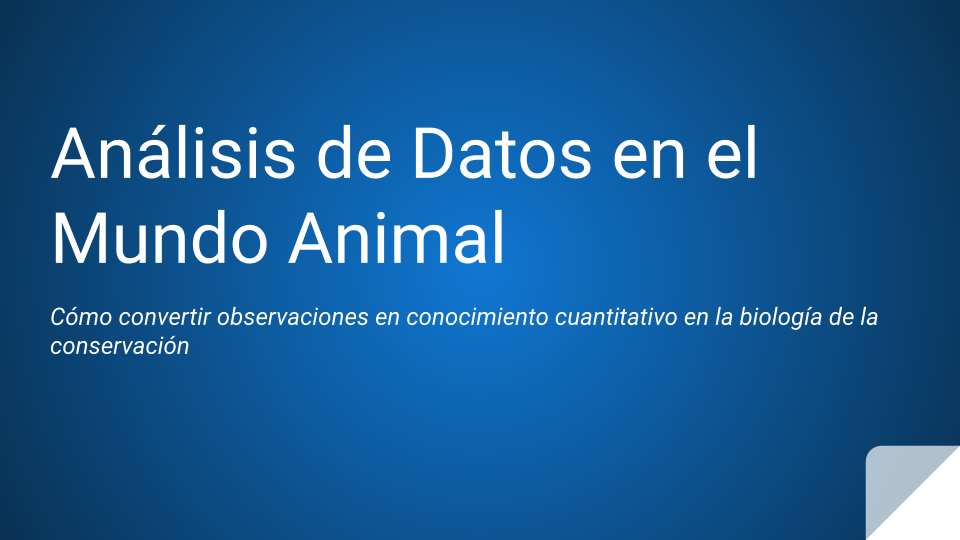 Análisis de Datos en el
Mundo Animal
Cómo convertir observaciones en conocimiento cuantitativo en la biología de la
conservación